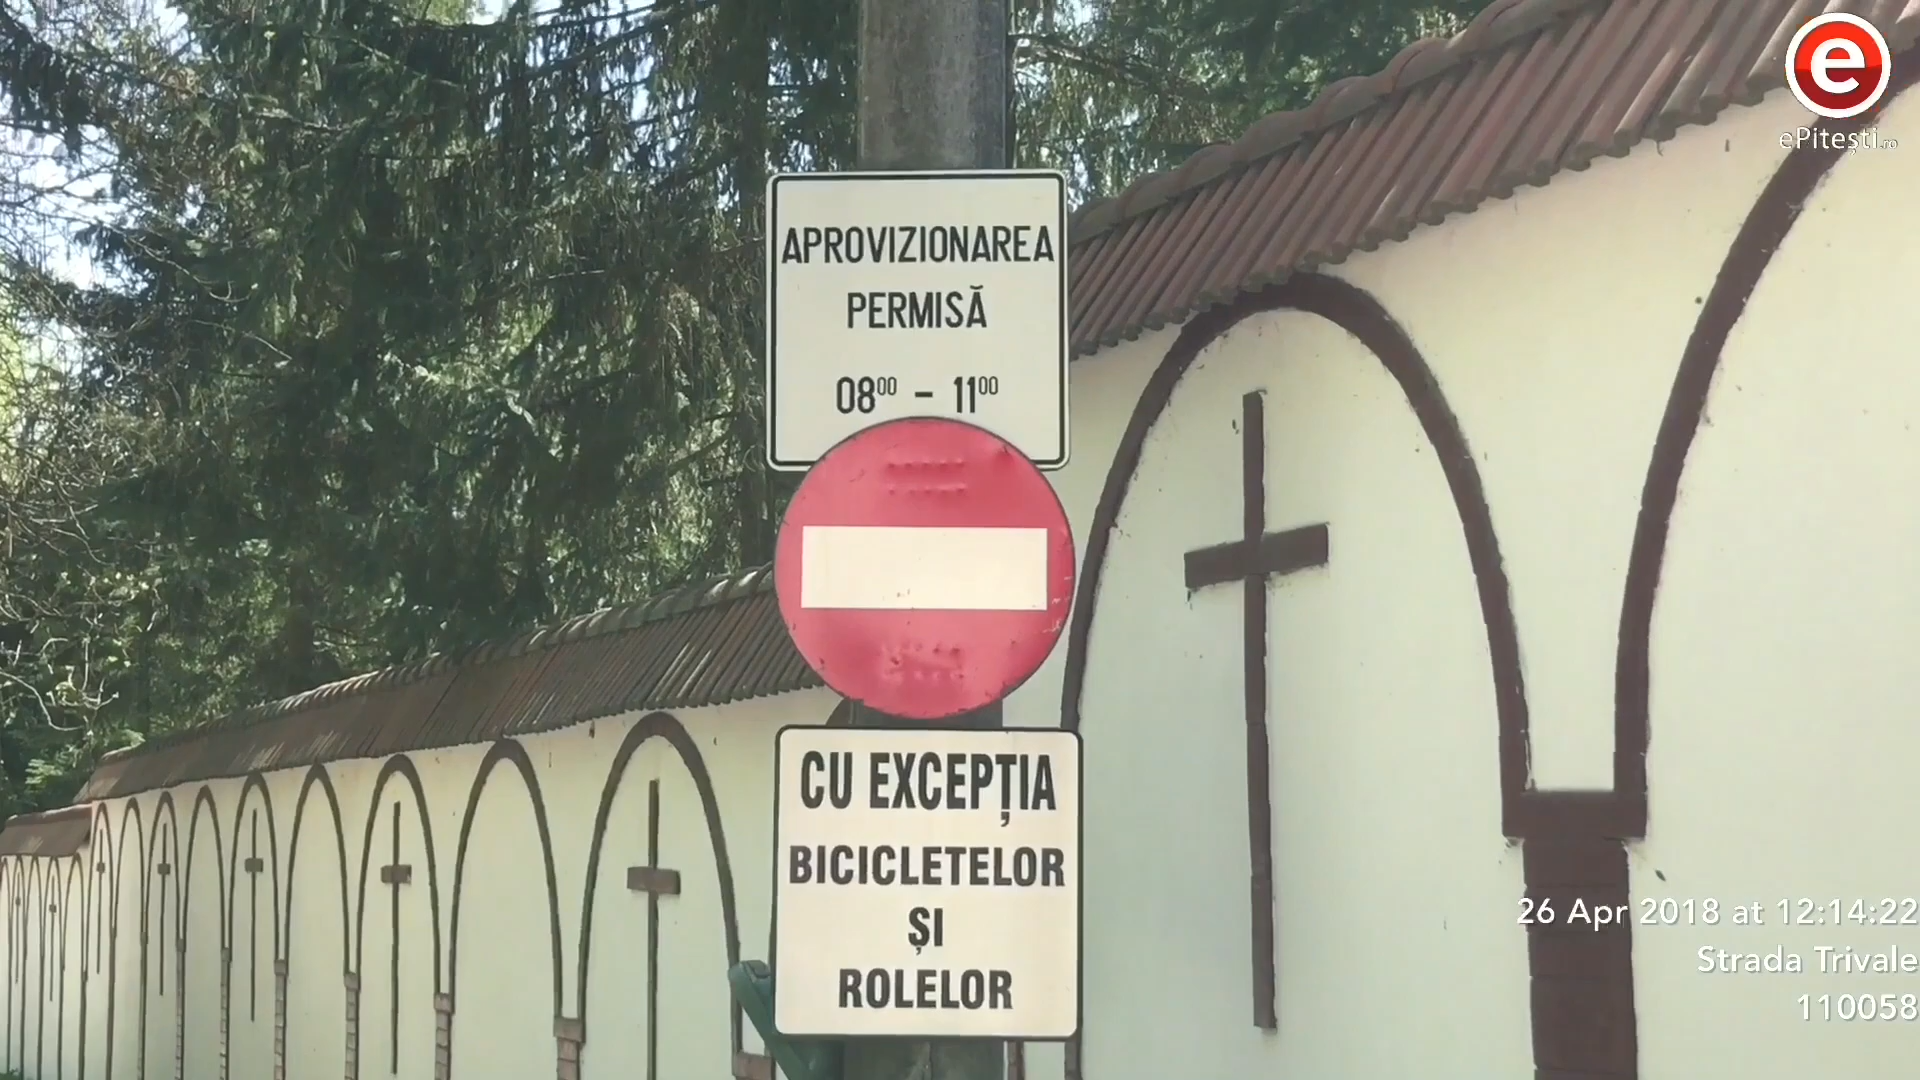 e
ePitești.ro
APROVIZIONAREA
PERMISĂ
08⁰⁰ - 11⁰⁰
CU EXCEPȚIA
BICICLETELOR
ȘI
ROLELOR
26 Apr 2018 at 12:14:22
Strada Trivale
110058